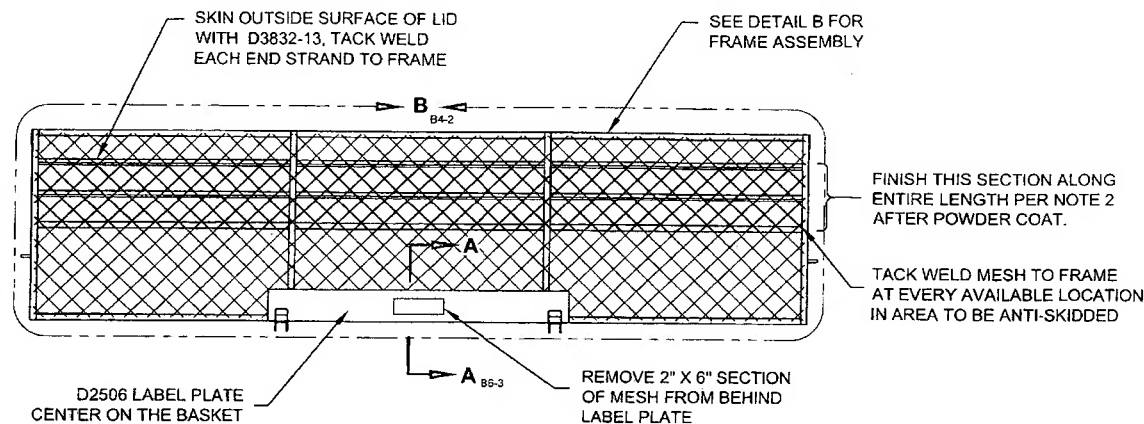 SKIN OUTSIDE SURFACE OF LID
WITH D3832-13, TACK WELD
EACH END STRAND TO FRAME
SEE DETAIL B FOR
FRAME ASSEMBLY
B
B4-2
FINISH THIS SECTION ALONG
ENTIRE LENGTH PER NOTE 2
AFTER POWDER COAT.
A
TACK WELD MESH TO FRAME
AT EVERY AVAILABLE LOCATION
IN AREA TO BE ANTI-SKIDDED
A B6-3
D2506 LABEL PLATE
CENTER ON THE BASKET
REMOVE 2" X 6" SECTION
OF MESH FROM BEHIND
LABEL PLATE